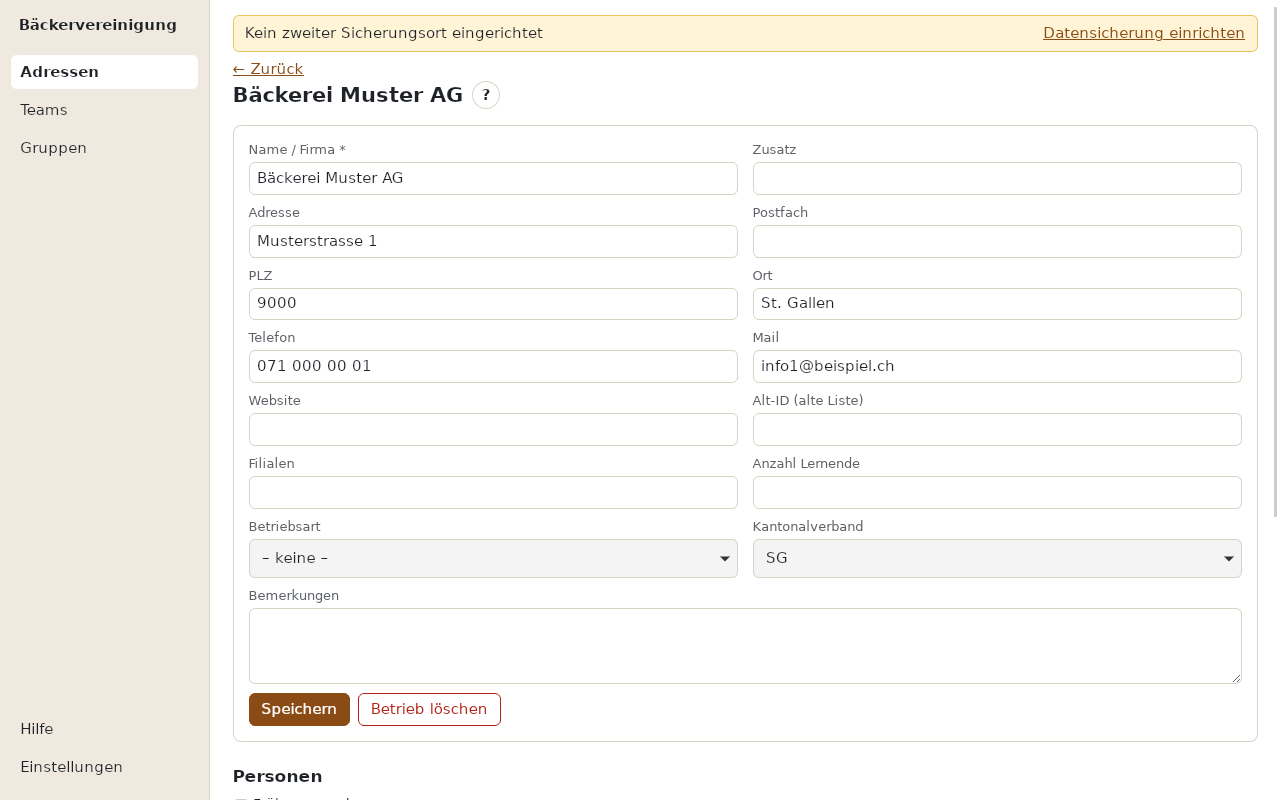 Bäckervereinigung
Adressen
Teams
Gruppen
Hilfe
Einstellungen
Kein zweiter Sicherungsort eingerichtet Datensicherung einrichten
← Zurück
Bäckerei Muster AG ?
Name / Firma * Zusatz
Bäckerei Muster AG
Adresse Postfach
Musterstrasse 1
PLZ Ort
9000 St. Gallen
Telefon Mail
071 000 00 01 info1@beispiel.ch
Website Alt-ID (alte Liste)
Filialen Anzahl Lernende
Betriebsart Kantonalverband
– keine – SG
Bemerkungen
Speichern Betrieb löschen
Personen